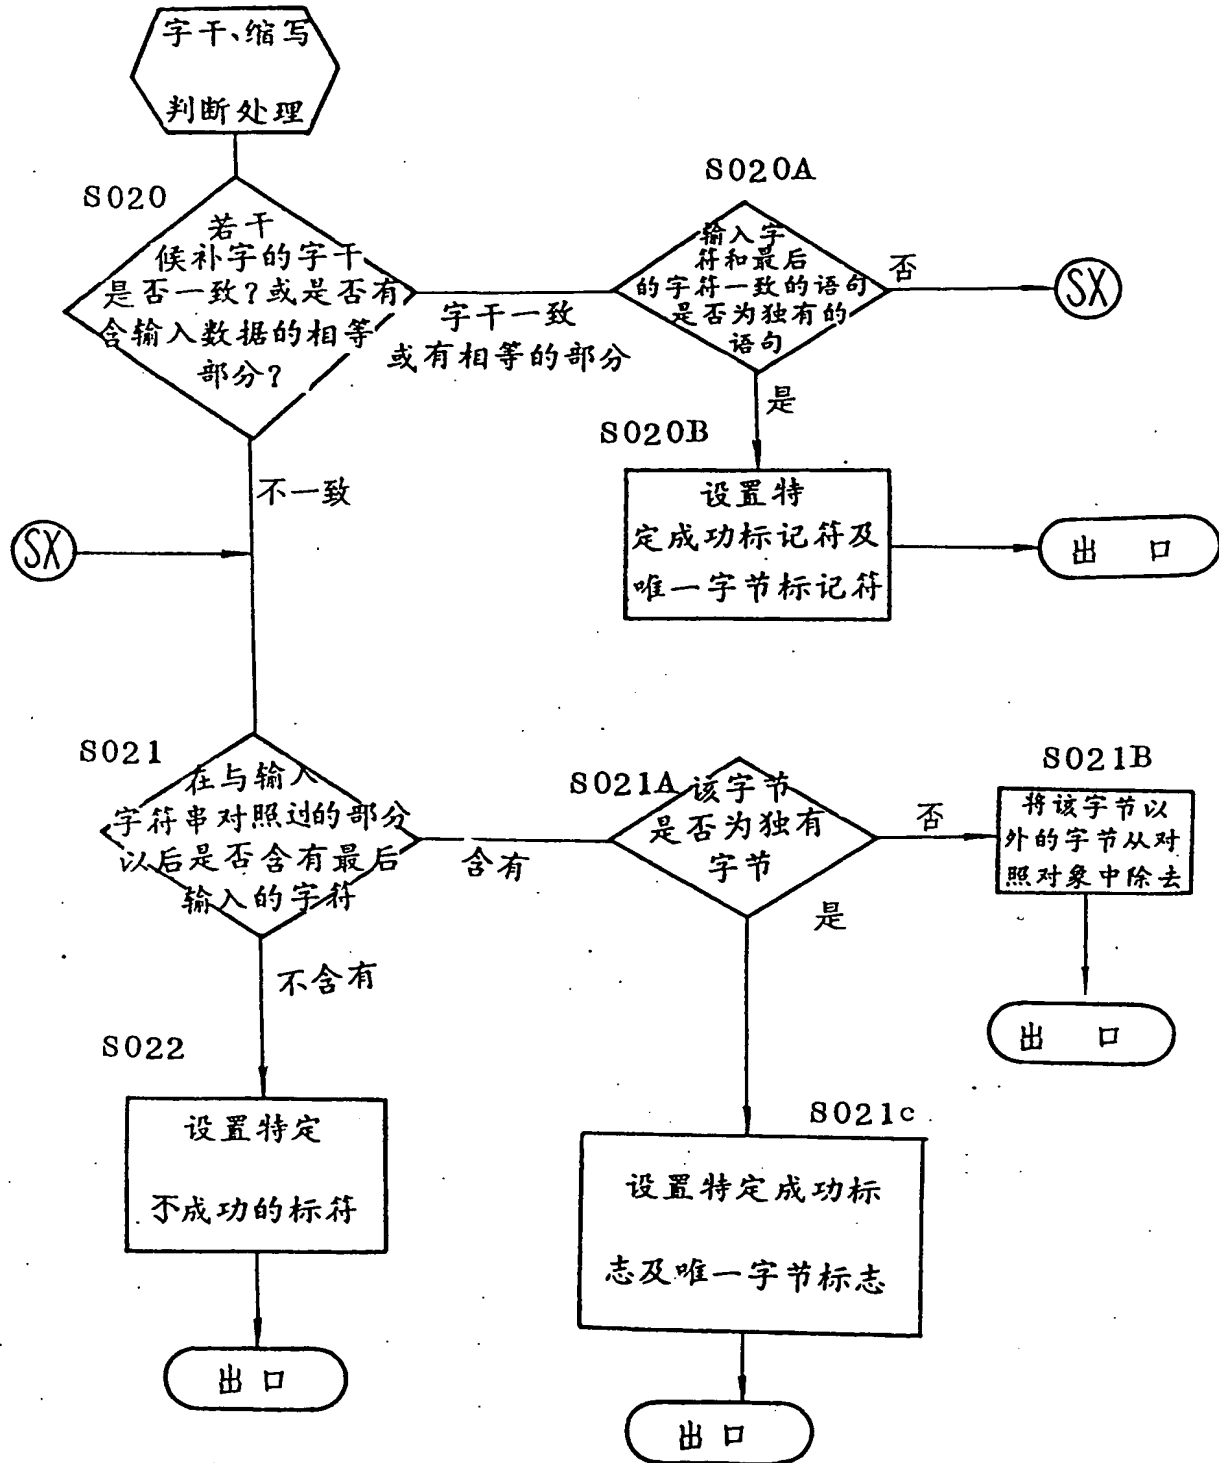 字干、缩写
判断处理
S020
若干
候补字的字干
是否一致?或是否有
含输入数据的相等
部分?
字干一致
或有相等的部分
S020A
输入字
符和最后
的字符一致的语句
是否为独有的
语句
否
SX
是
S020B
设置特
定成功标记符及
唯一字节标记符
出 口
不一致
SX
S021
在与输入
字符串对照过的部分
以后是否含有最后
输入的字符
含有
S021A
该字节
是否为独有
字节
否
S021B
将该字节以
外的字节从对
照对象中除去
出 口
是
不含有
S022
设置特定
不成功的标符
出口
S021c
设置特定成功标
志及唯一字节标志
出口